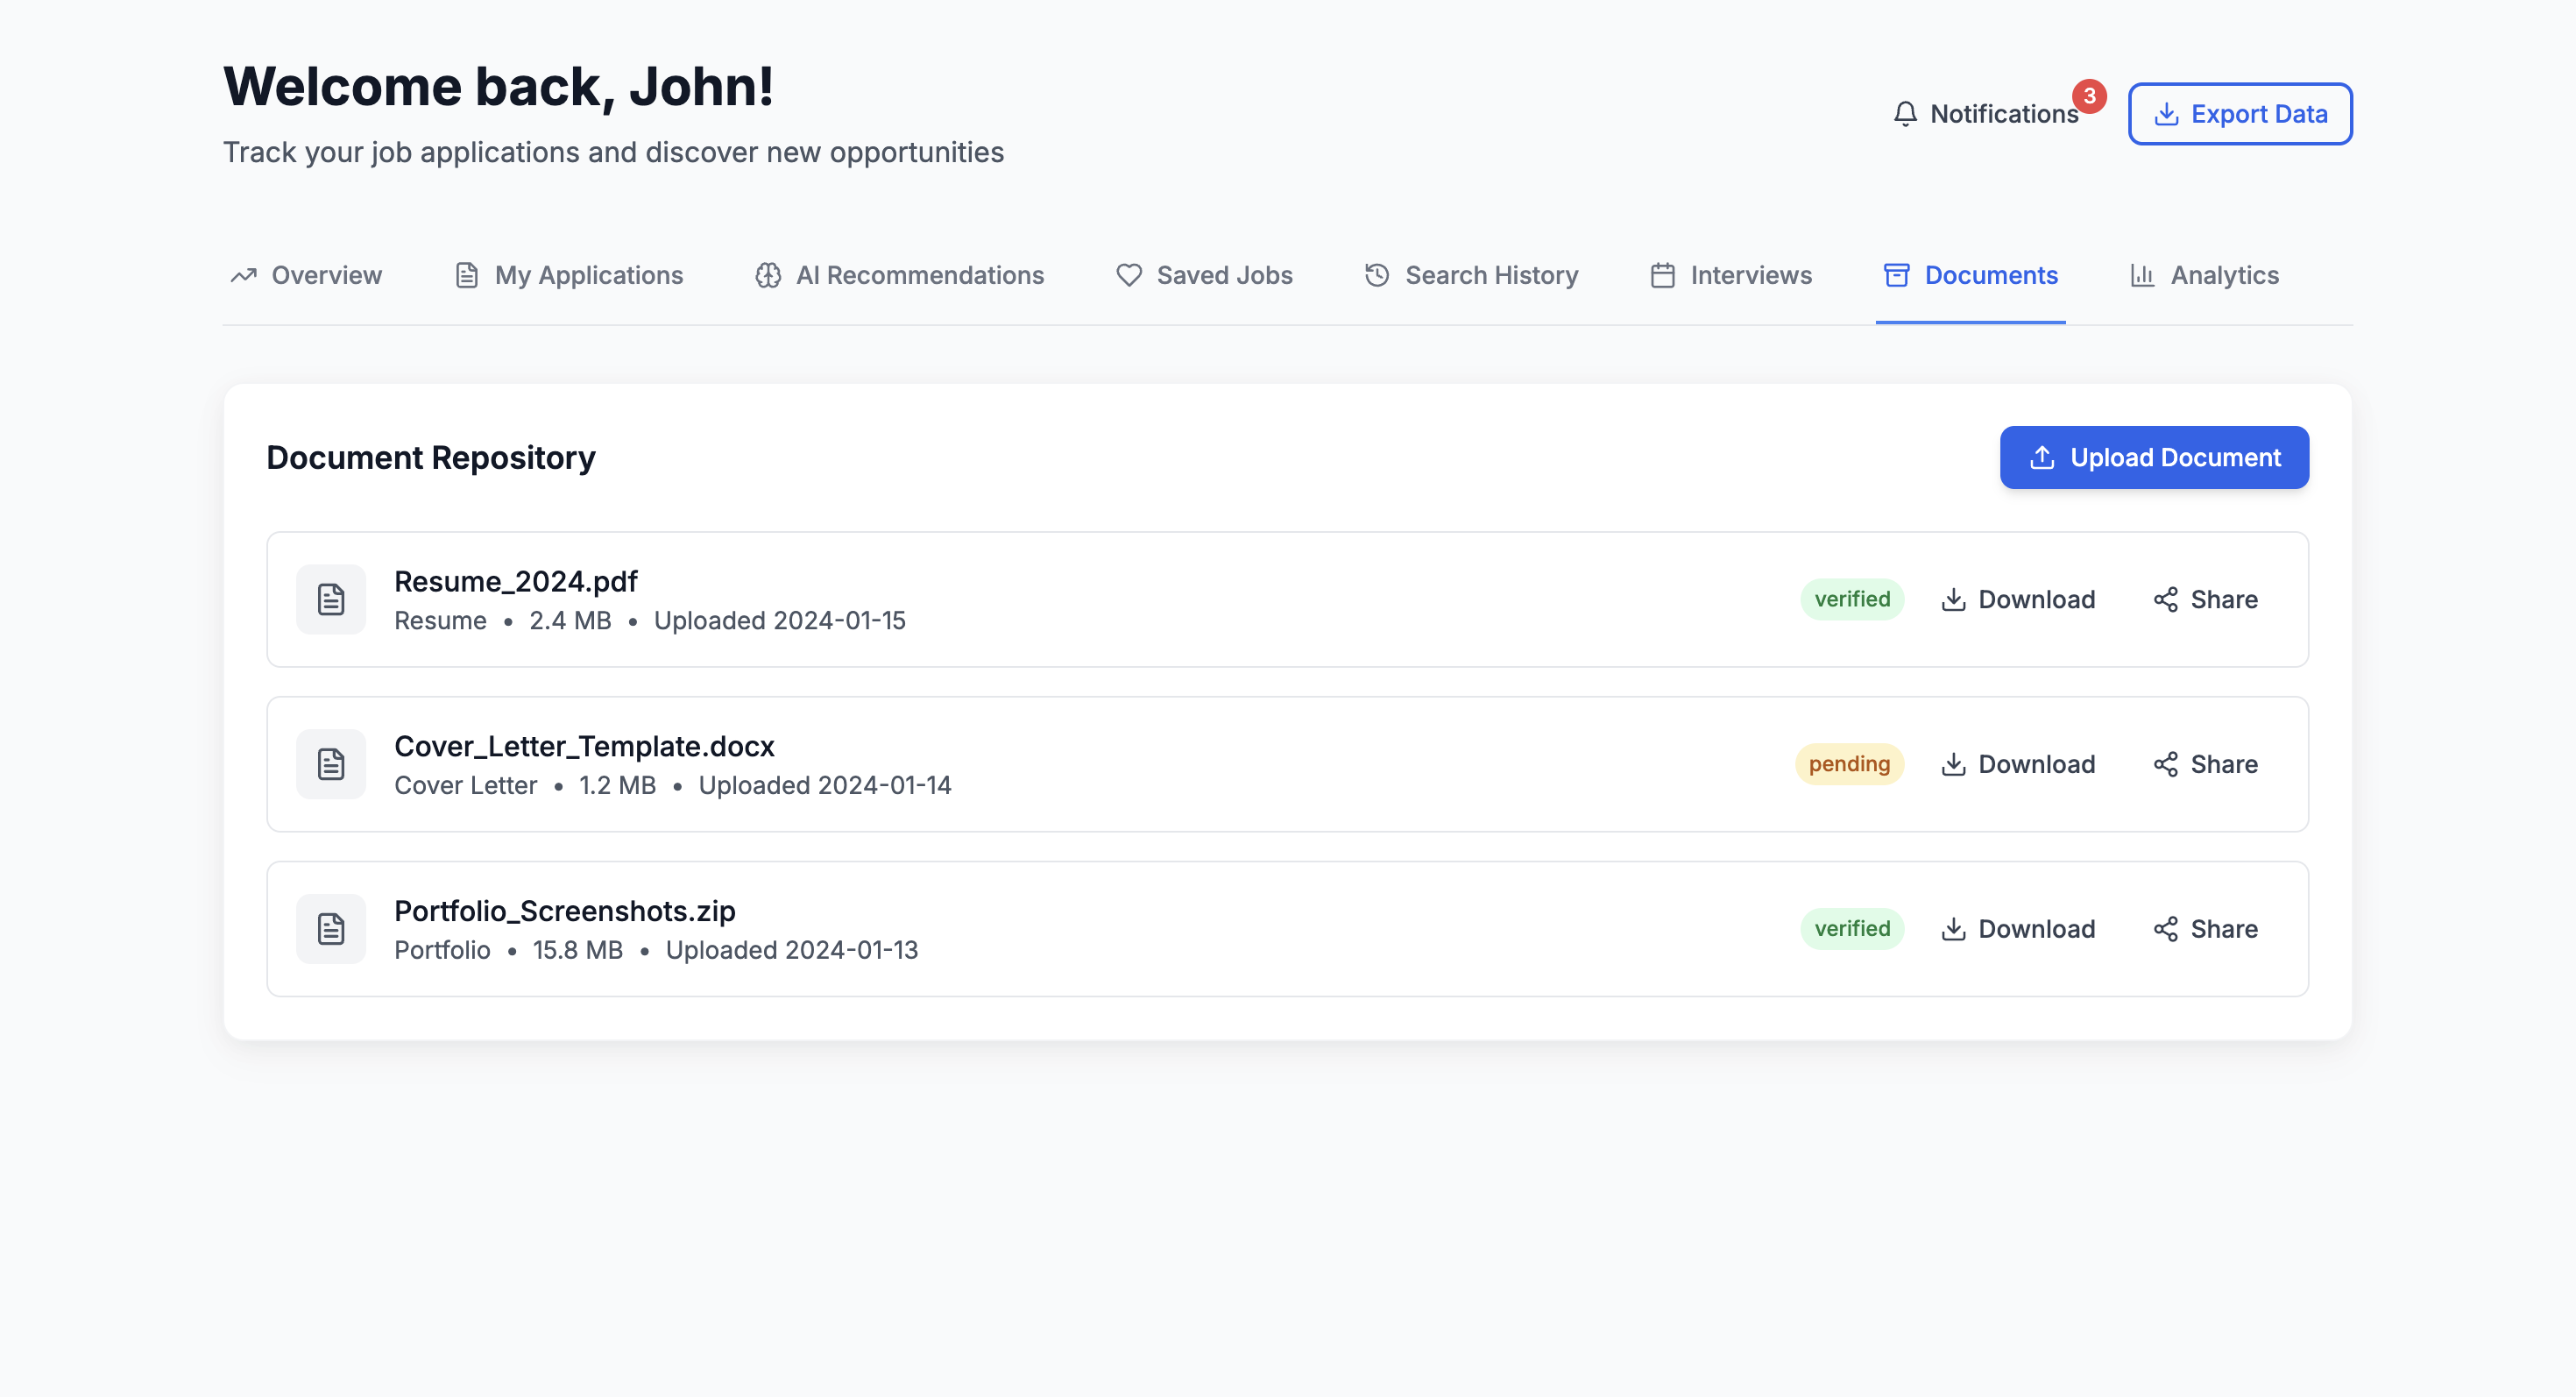 Welcome back, John!
Track your job applications and discover new opportunities
Notifications 3
Export Data
Overview
My Applications
AI Recommendations
Saved Jobs
Search History
Interviews
Documents
Analytics
Document Repository
Upload Document
Resume_2024.pdf
Resume • 2.4 MB • Uploaded 2024-01-15
verified
Download
Share
Cover_Letter_Template.docx
Cover Letter • 1.2 MB • Uploaded 2024-01-14
pending
Download
Share
Portfolio_Screenshots.zip
Portfolio • 15.8 MB • Uploaded 2024-01-13
verified
Download
Share